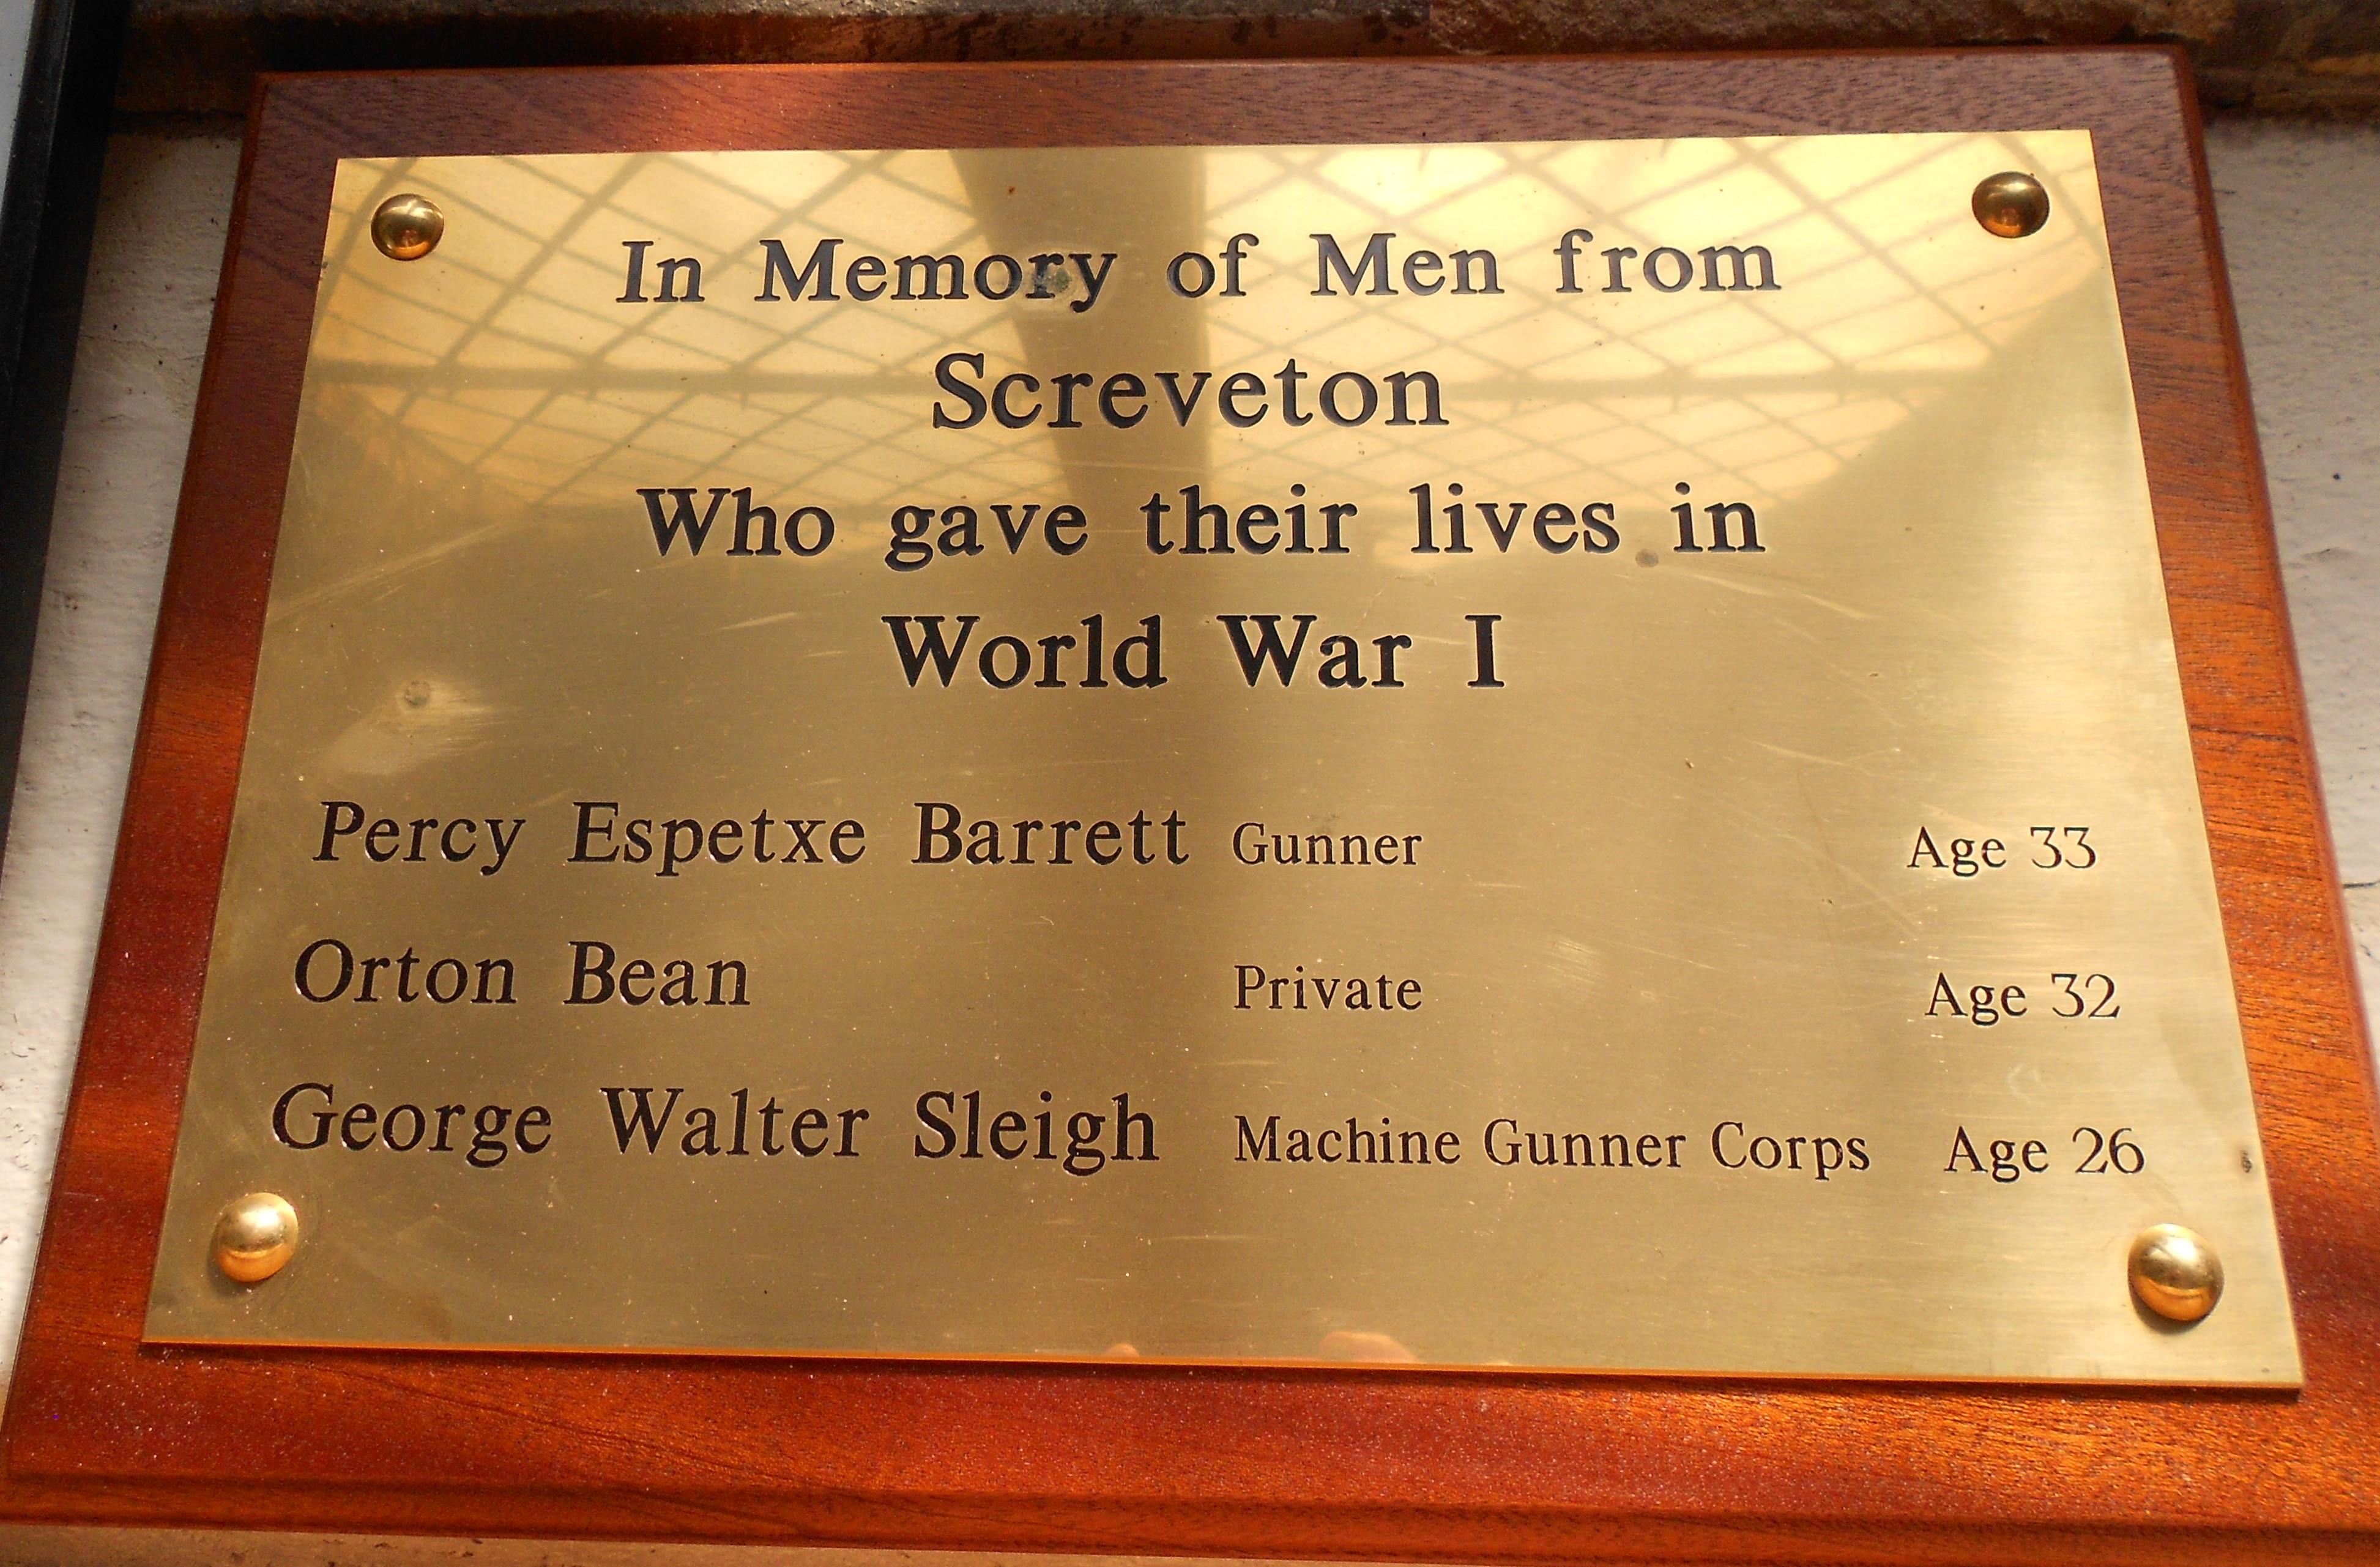 In Memory of Men from
Screveton
Who gave their lives in
World War I
Percy Espetxe Barrett Gunner Age 33
Orton Bean Private Age 32
George Walter Sleigh Machine Gunner Corps Age 26